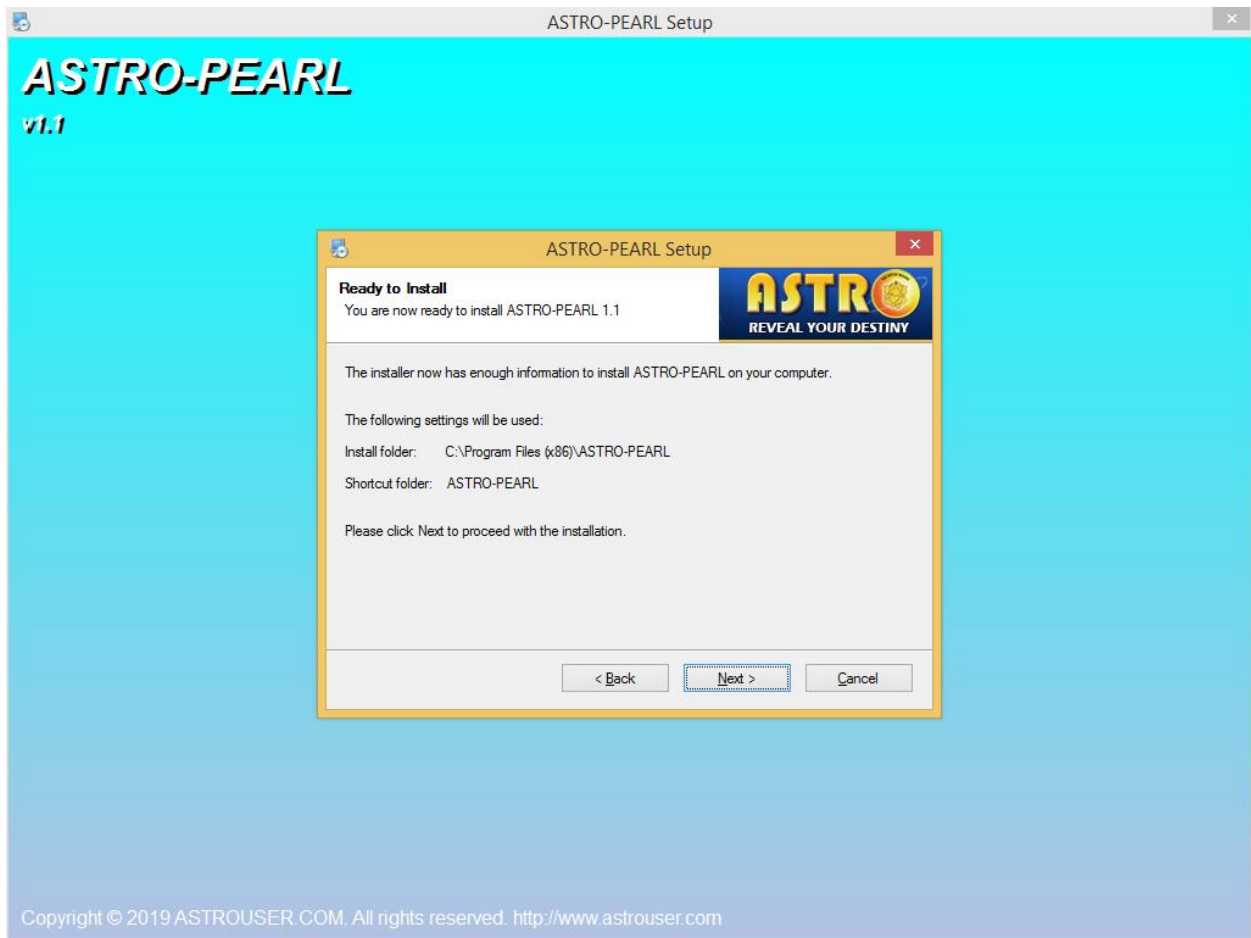 ASTRO-PEARL Setup
ASTRO-PEARL
v1.1
ASTRO-PEARL Setup
Ready to Install
You are now ready to install ASTRO-PEARL 1.1
ASTRO
REVEAL YOUR DESTINY
The installer now has enough information to install ASTRO-PEARL on your computer.
The following settings will be used:
Install folder: C:\Program Files (x86)\ASTRO-PEARL
Shortcut folder: ASTRO-PEARL
Please click Next to proceed with the installation.
< Back Next > Cancel
Copyright © 2019 ASTROUSER.COM. All rights reserved. http://www.astrouser.com